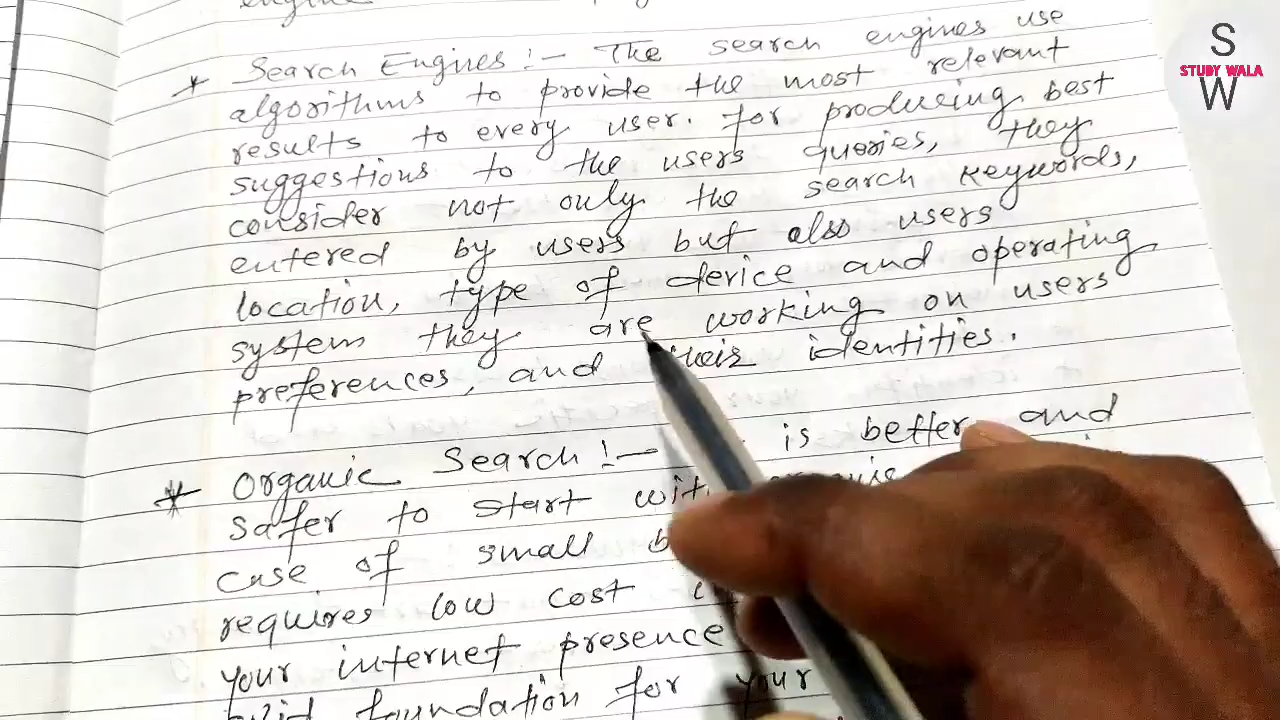 engine
* Search Engines :- The search engines use
algorithms to provide the most relevant
results to every user. for producing best
suggestions to the users queries, they
consider not only the search keywords,
entered by users but also users
location, type of device and operating
system they are working on users
preferences, and their identities.
* Organic Search :- is better and
safer to start with
case of small
requires low cost
your internet presence
foundation for your
S
STUDY WALA
W